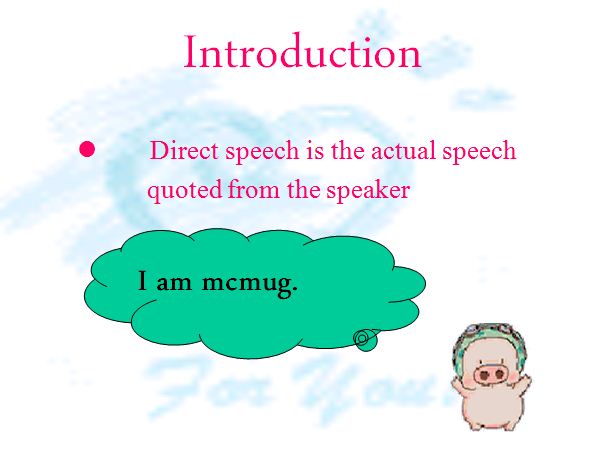 Introduction
Direct speech is the actual speech
quoted from the speaker
I am mcmug.
For You